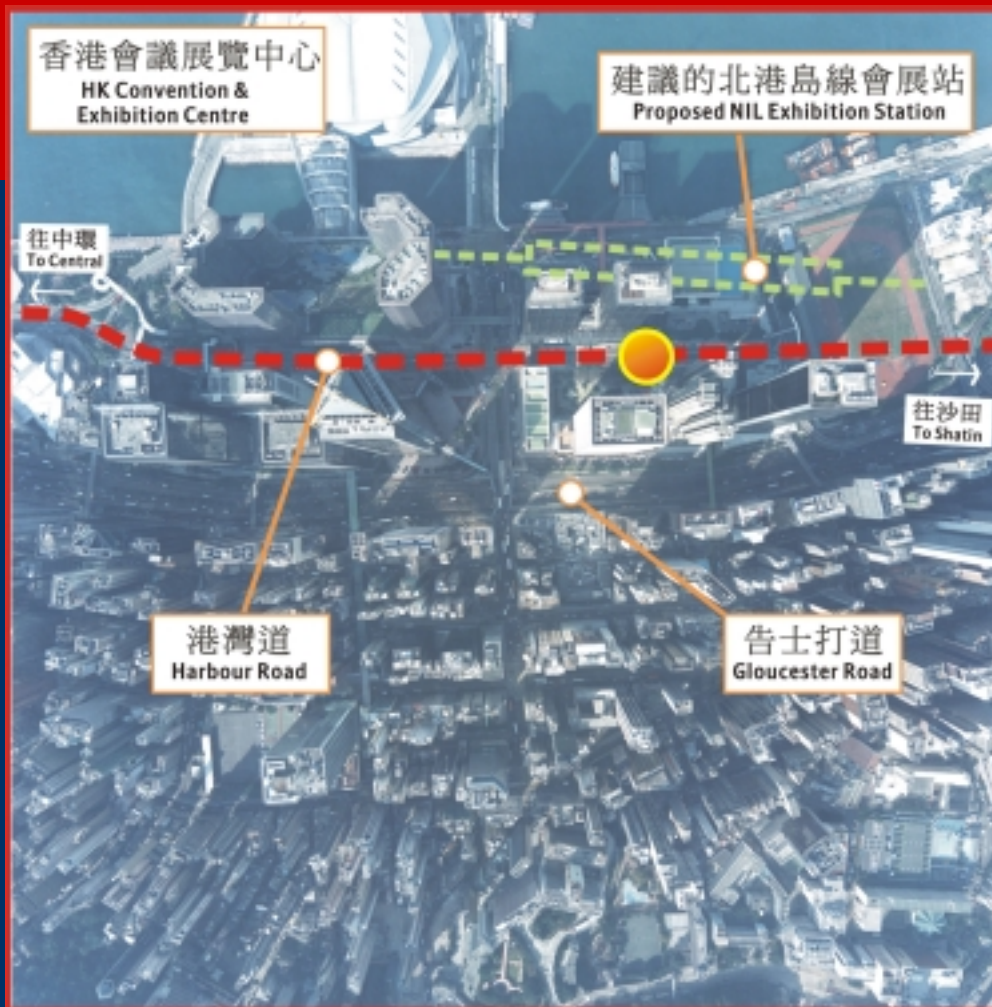 香港會議展覽中心
HK Convention &
Exhibition Centre
建議的北港島線會展站
Proposed NIL Exhibition Station
往中環
To Central
往沙田
To Shatin
港灣道
Harbour Road
告士打道
Gloucester Road